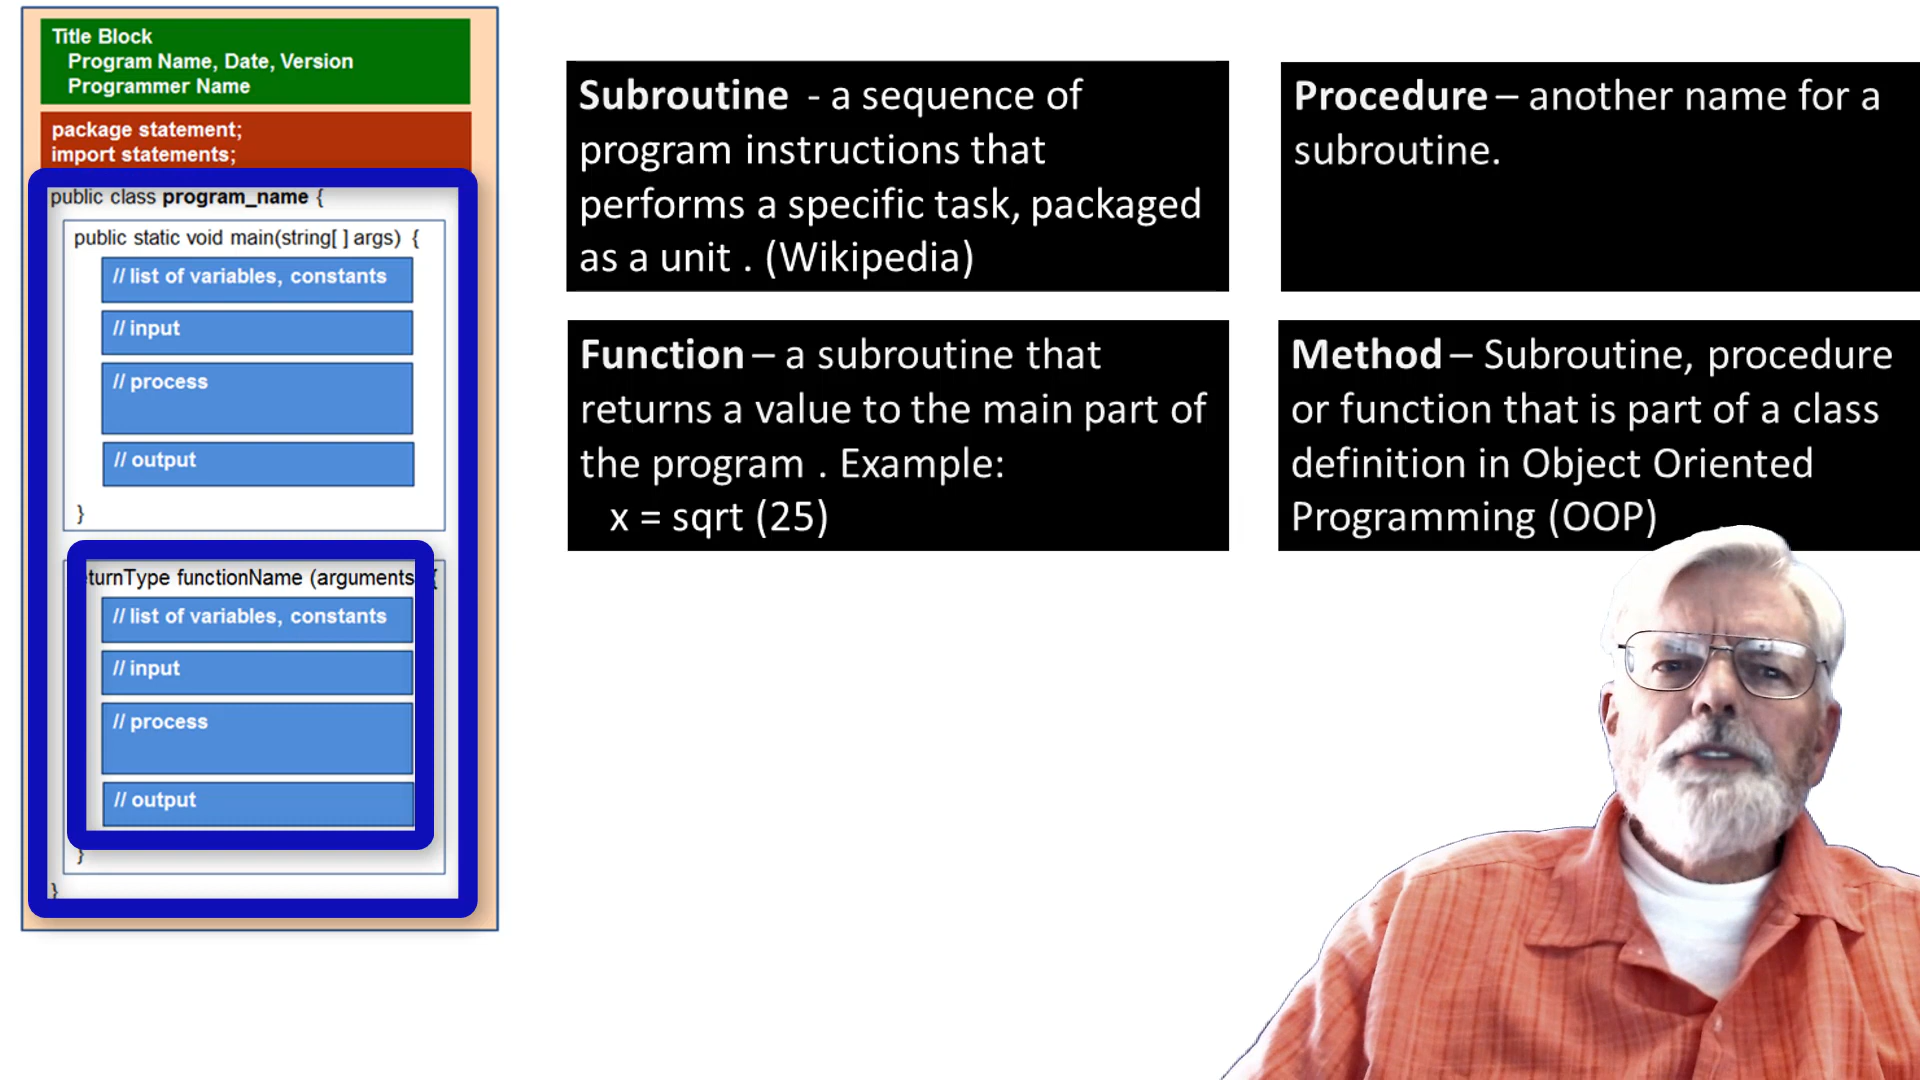 Title Block
Program Name, Date, Version
Programmer Name
package statement;
import statements;
public class program_name {
public static void main(string[ ] args) {
// list of variables, constants
// input
// process
// output
}
turnType functionName (arguments {
// list of variables, constants
// input
// process
// output
}
}
Subroutine - a sequence of
program instructions that
performs a specific task, packaged
as a unit . (Wikipedia)
Procedure – another name for a
subroutine.
Function – a subroutine that
returns a value to the main part of
the program . Example:
x = sqrt (25)
Method – Subroutine, procedure
or function that is part of a class
definition in Object Oriented
Programming (OOP)